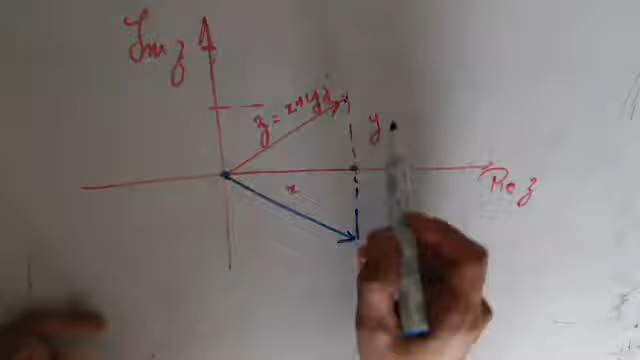 Im z
z = x + yi
y
x
Re z